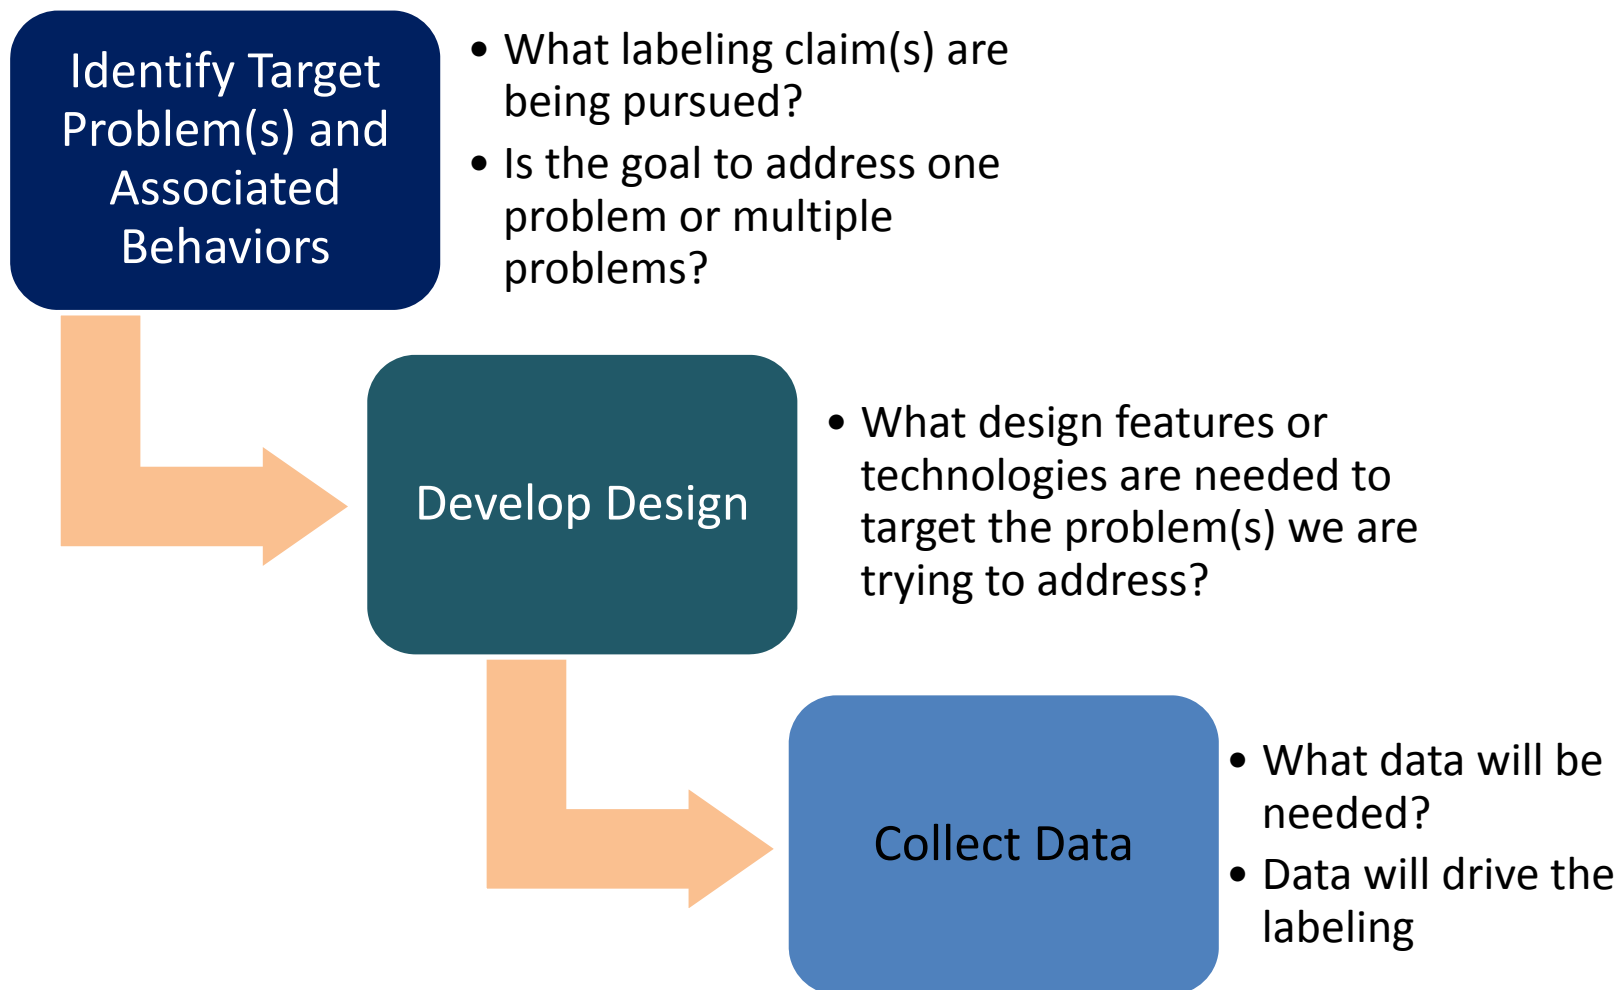 Identify Target
Problem(s) and
Associated
Behaviors
• What labeling claim(s) are
being pursued?
• Is the goal to address one
problem or multiple
problems?
Develop Design
• What design features or
technologies are needed to
target the problem(s) we are
trying to address?
Collect Data
• What data will be
needed?
• Data will drive the
labeling